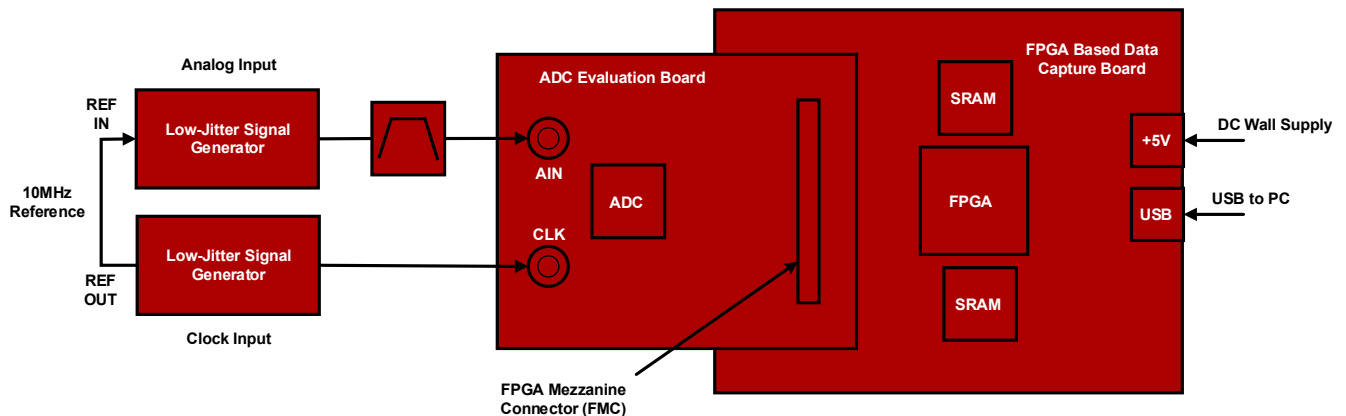 Analog Input
REF
IN
Low-Jitter Signal
Generator
10MHz
Reference
Low-Jitter Signal
Generator
REF
OUT
Clock Input
ADC Evaluation Board
AIN
ADC
CLK
FPGA Mezzanine
Connector (FMC)
FPGA Based Data
Capture Board
SRAM
FPGA
SRAM
+5V
DC Wall Supply
USB
USB to PC